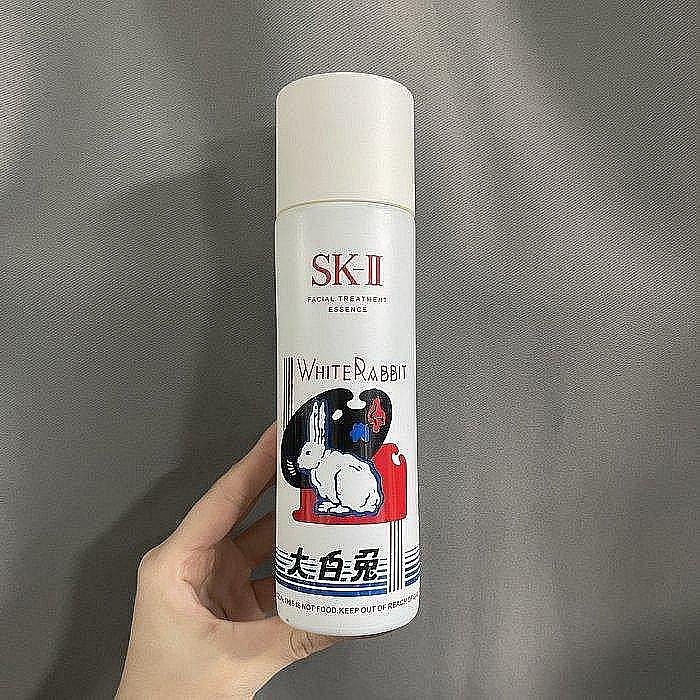 SK-II
FACIAL TREATMENT
ESSENCE
WHITE RABBIT
大白兔
THIS IS NOT FOOD.KEEP OUT OF REACH OF